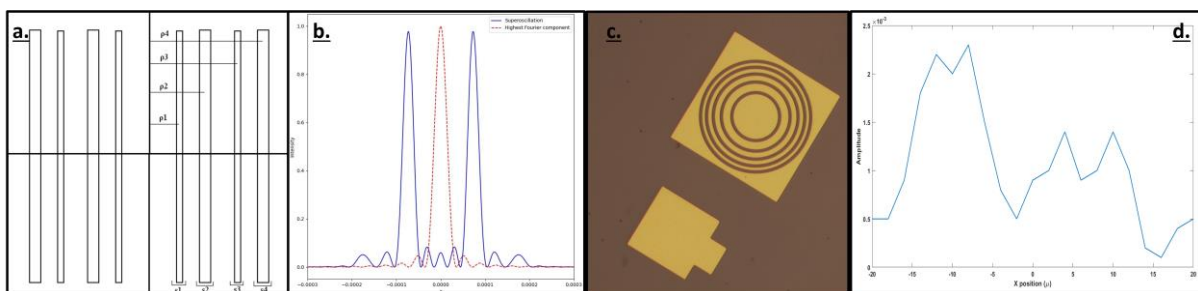 a.
ρ4
ρ3
ρ2
ρ1
s1 s2 s3 s4
b.
Superoscillation
Highest Fourier component
1.0
0.8
0.6
0.4
0.2
0.0
Intensity
-0.0003 -0.0002 -0.0001 0.0000 0.0001 0.0002 0.0003
c.
d.
×10⁻³
2.5
2
1.5
1
0.5
0
Amplitude
-20 -15 -10 -5 0 5 10 15 20
X position (μ)